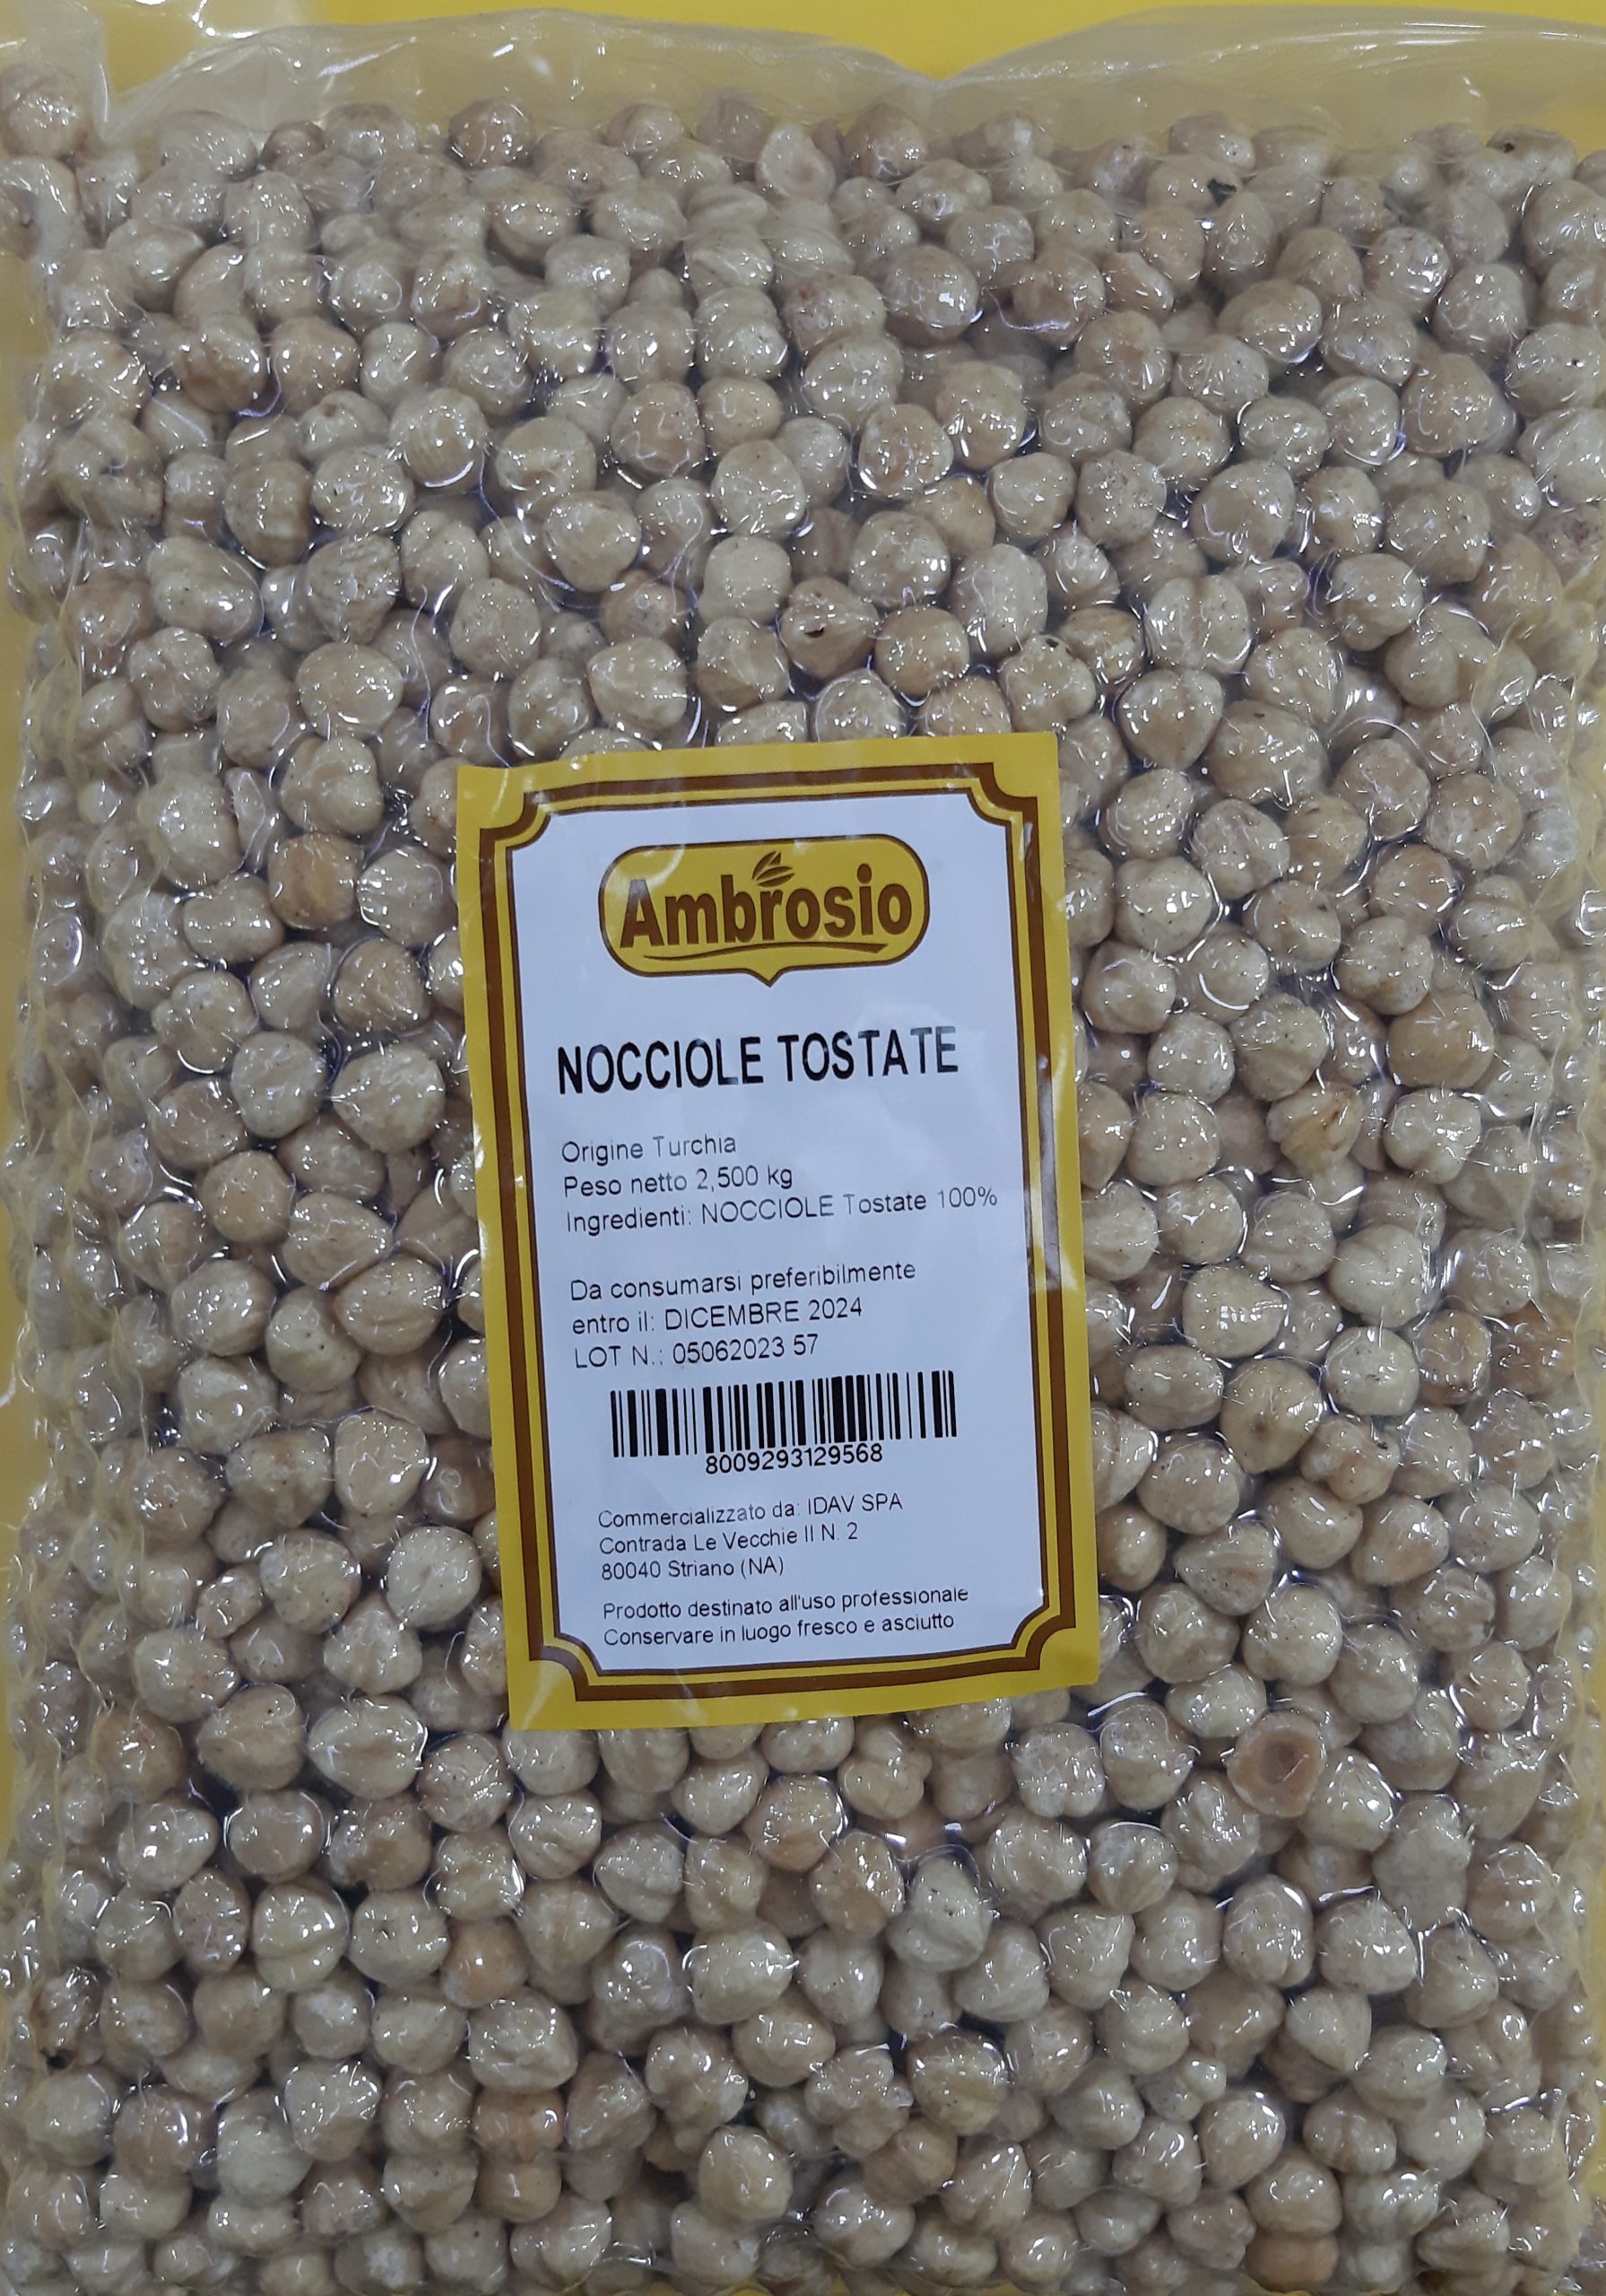 Ambrosio
NOCCIOLE TOSTATE
Origine Turchia
Peso netto 2,500 kg
Ingredienti: NOCCIOLE Tostate 100%
Da consumarsi preferibilmente
entro il: DICEMBRE 2024
LOT N.: 05062023 57
8009293129568
Commercializzato da: IDAV SPA
Contrada Le Vecchie II N. 2
80040 Striano (NA)
Prodotto destinato all'uso professionale
Conservare in luogo fresco e asciutto